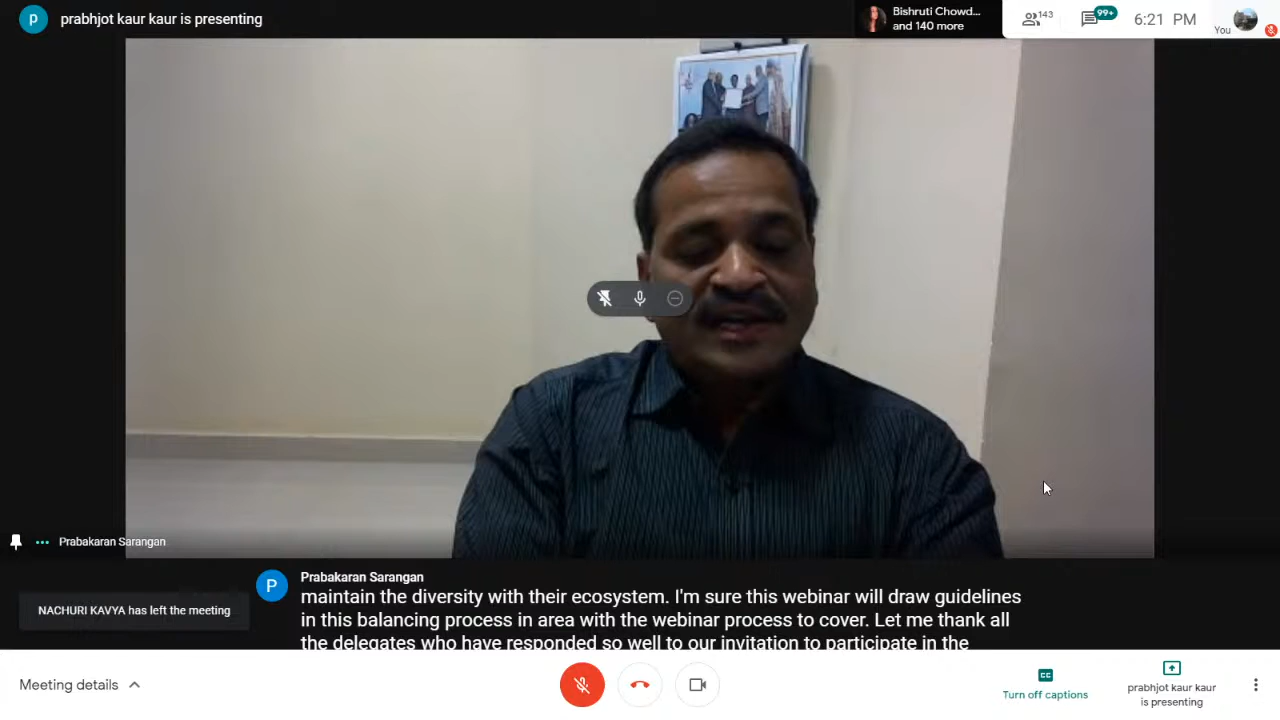 p
prabhjot kaur kaur is presenting
Bishruti Chowd...
and 140 more
143
99+
6:21 PM
You
Prabakaran Sarangan
NACHURI KAVYA has left the meeting
P
Prabakaran Sarangan
maintain the diversity with their ecosystem. I'm sure this webinar will draw guidelines
in this balancing process in area with the webinar process to cover. Let me thank all
the delegates who have responded so well to our invitation to participate in the
Meeting details
CC
Turn off captions
prabhjot kaur kaur
is presenting